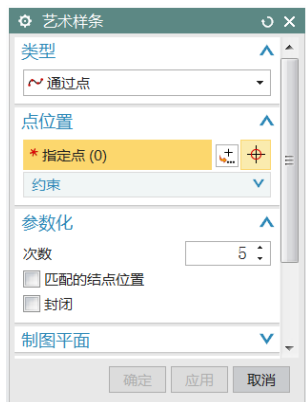 艺术样条
类型
通过点
点位置
* 指定点 (0)
约束
参数化
次数 5
匹配的结点位置
封闭
制图平面
确定 应用 取消